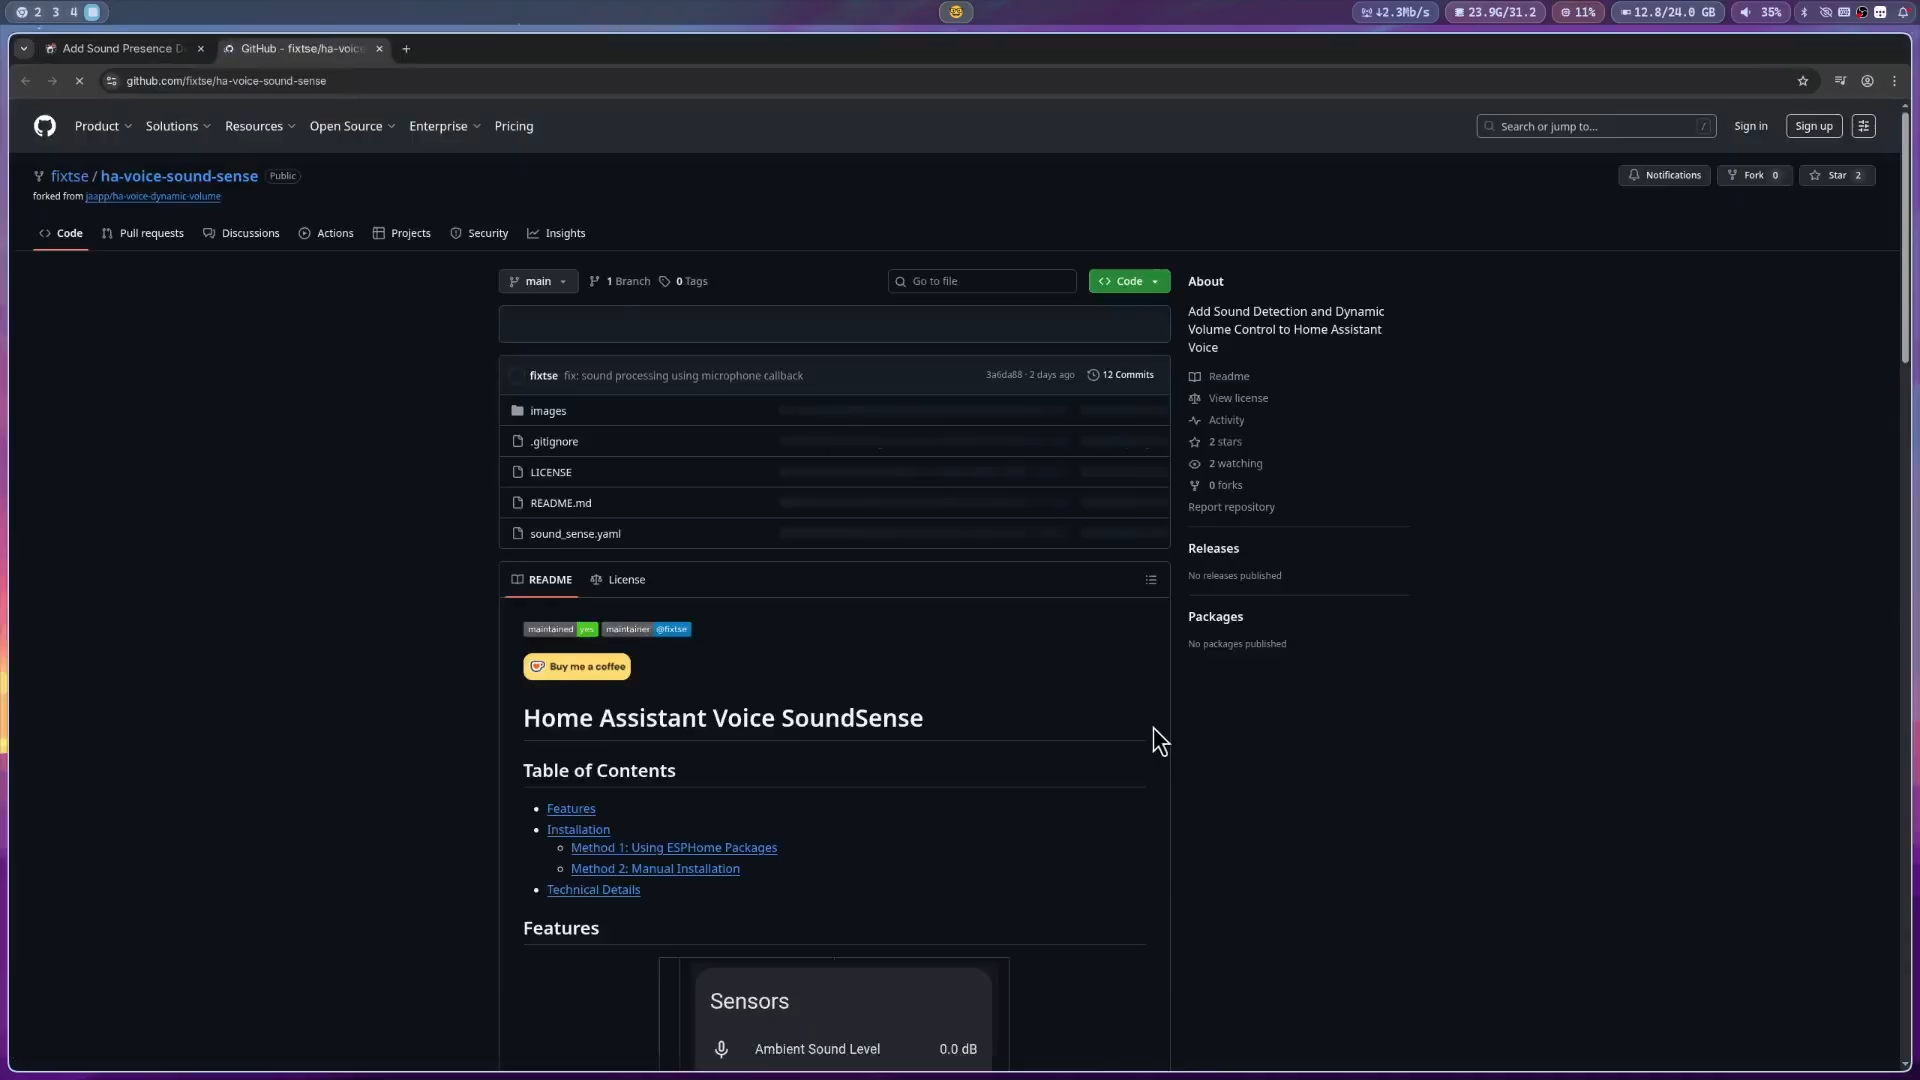 2 3 4
↓2.3Mb/s
23.9G/31.2
11%
12.8/24.0 GB
35%
Add Sound Presence D
GitHub - fixtse/ha-voice
github.com/fixtse/ha-voice-sound-sense
Product
Solutions
Resources
Open Source
Enterprise
Pricing
Search or jump to...
/
Sign in
Sign up
fixtse / ha-voice-sound-sense
Public
Notifications
Fork 0
Star 2
forked from jaapp/ha-voice-dynamic-volume
Code
Pull requests
Discussions
Actions
Projects
Security
Insights
main
1 Branch
0 Tags
Go to file
Code
fixtse fix: sound processing using microphone callback
3a6da88 · 2 days ago
12 Commits
images
.gitignore
LICENSE
README.md
sound_sense.yaml
README
License
maintained yes
maintainer @fixtse
Buy me a coffee
Home Assistant Voice SoundSense
Table of Contents
Features
Installation
Method 1: Using ESPHome Packages
Method 2: Manual Installation
Technical Details
Features
Sensors
Ambient Sound Level 0.0 dB
About
Add Sound Detection and Dynamic
Volume Control to Home Assistant
Voice
Readme
View license
Activity
2 stars
2 watching
0 forks
Report repository
Releases
No releases published
Packages
No packages published